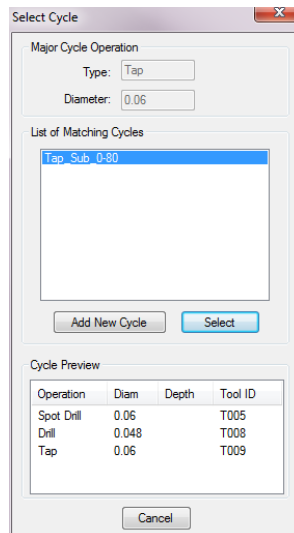 Select Cycle
Major Cycle Operation
Type: Tap
Diameter: 0.06
List of Matching Cycles
Tap_Sub_0-80
Add New Cycle Select
Cycle Preview
Operation Diam Depth Tool ID
Spot Drill 0.06 T005
Drill 0.048 T008
Tap 0.06 T009
Cancel